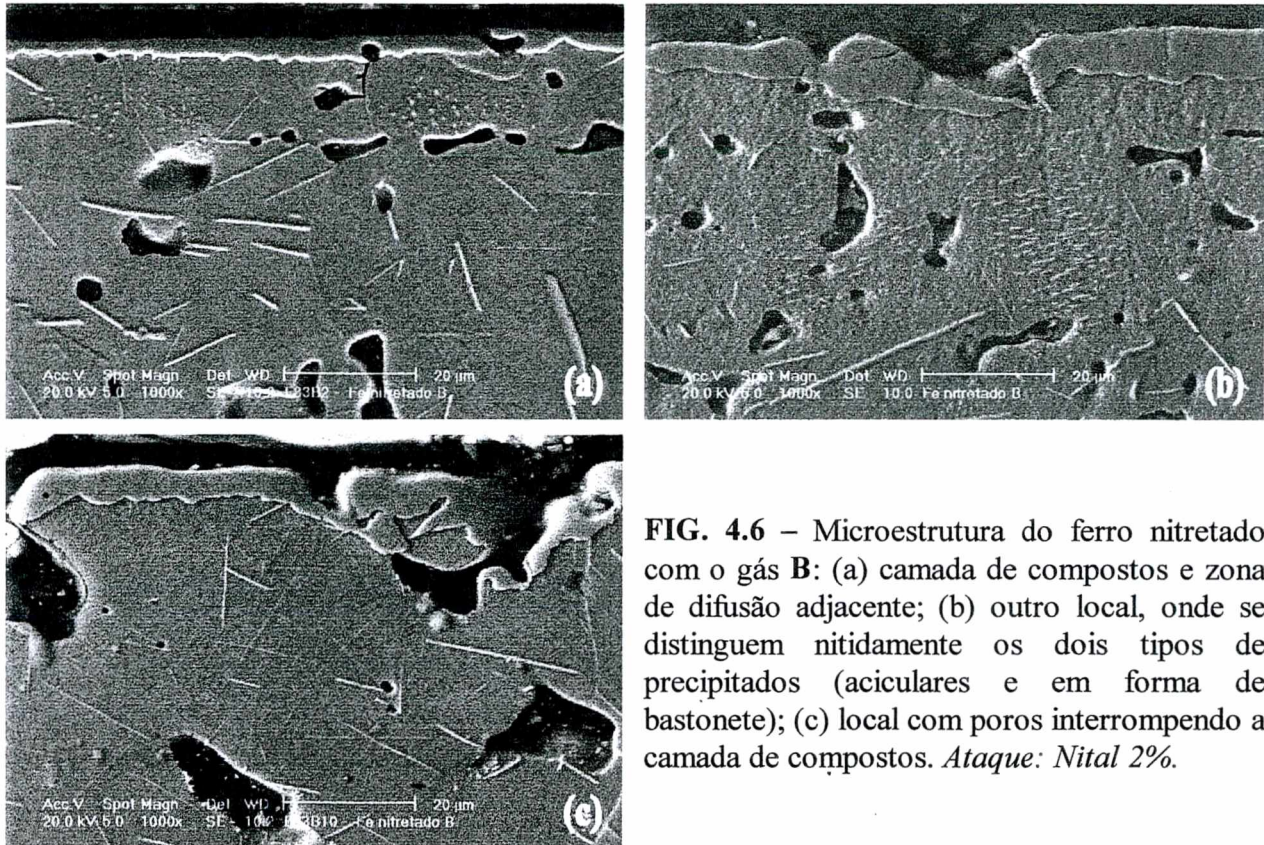 Acc.V Spot Magn Det WD 20 µm
20.0 kV 5.0 1000x SE Fe nitretado B
(a)
Acc.V Spot Magn Det WD 20 µm
20.0 kV 5.0 1000x SE 10.0 Fe nitretado B
(b)
Acc.V Spot Magn Det WD 20 µm
20.0 kV 5.0 1000x SE Fe nitretado B
(c)
FIG. 4.6 – Microestrutura do ferro nitretado
com o gás B: (a) camada de compostos e zona
de difusão adjacente; (b) outro local, onde se
distinguem nitidamente os dois tipos de
precipitados (aciculares e em forma de
bastonete); (c) local com poros interrompendo a
camada de compostos. Ataque: Nital 2%.